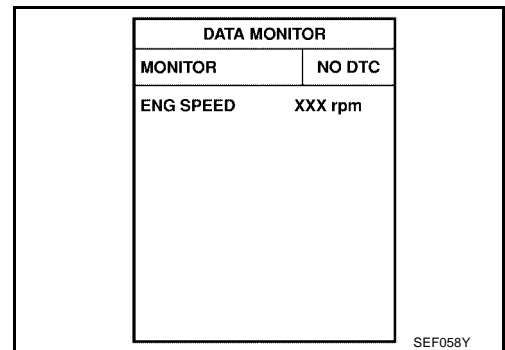 DATA MONITOR
MONITOR NO DTC
ENG SPEED XXX rpm
SEF058Y